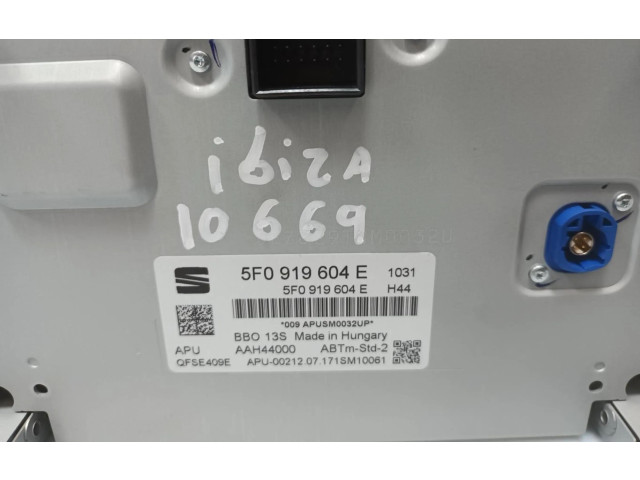 ibizA
10669
5F0 919 604 E 1031
5F0 919 604 E H44
*009 APUSM0032UP*
BBO 13S Made in Hungary
APU AAH44000 ABTm-Std-2
QFSE409E APU-00212.07.171SM10061